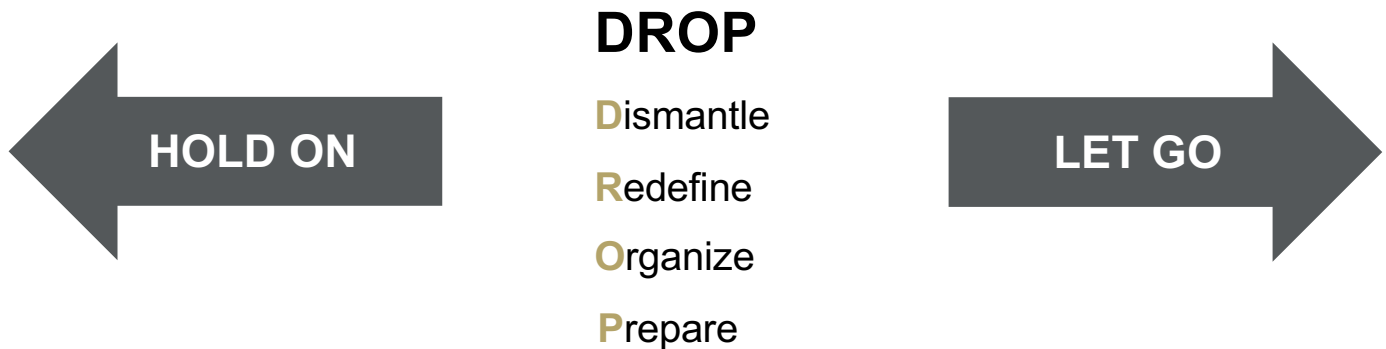 DROP
Dismantle
HOLD ON
LET GO
Redefine
Organize
Prepare